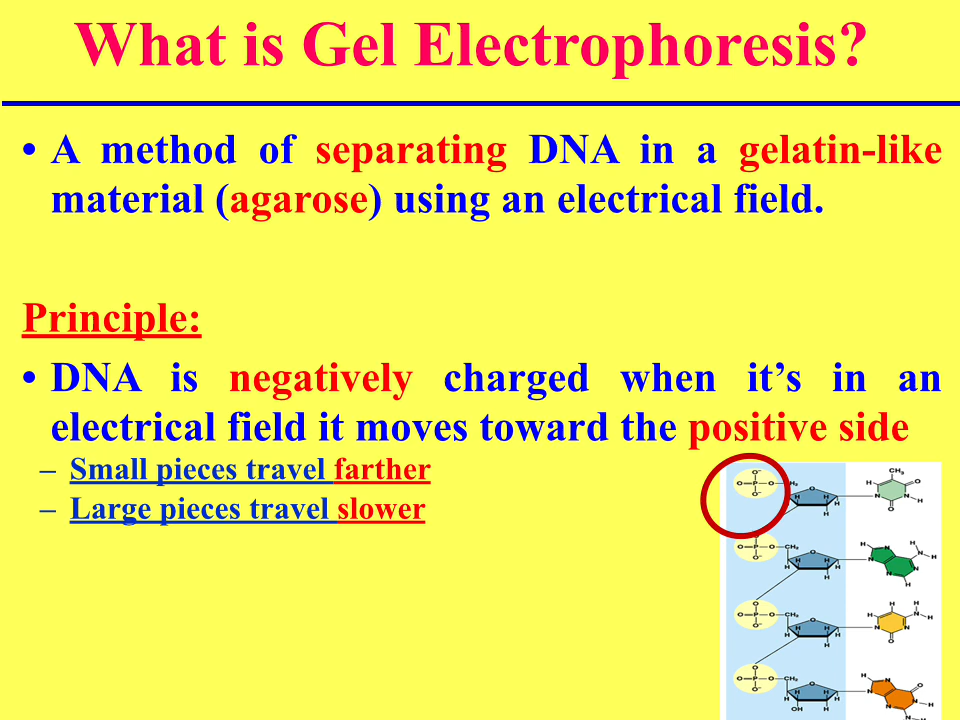 What is Gel Electrophoresis?
• A method of separating DNA in a gelatin-like
material (agarose) using an electrical field.
Principle:
• DNA is negatively charged when it’s in an
electrical field it moves toward the positive side
– Small pieces travel farther
– Large pieces travel slower